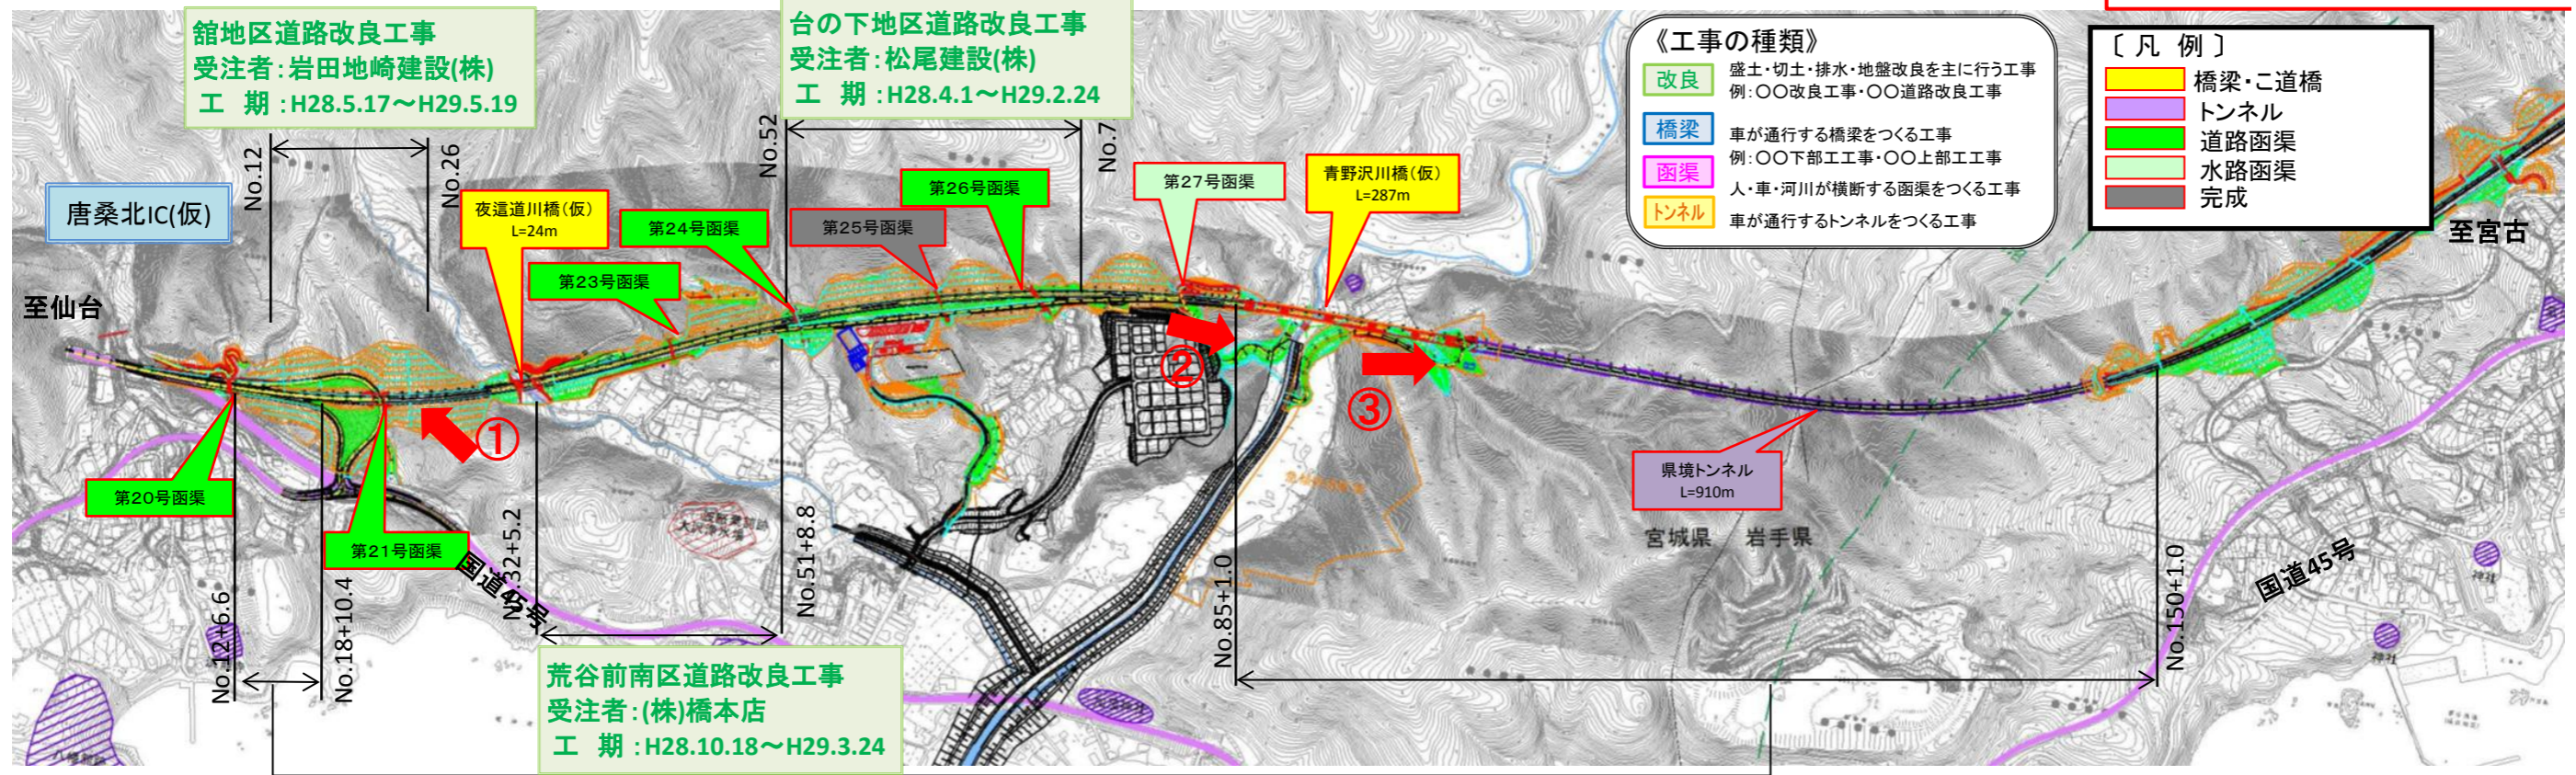 舘地区道路改良工事
受注者：岩田地崎建設(株)
工 期：H28.5.17～H29.5.19
台の下地区道路改良工事
受注者：松尾建設(株)
工 期：H28.4.1～H29.2.24
《工事の種類》
改良
盛土・切土・排水・地盤改良を主に行う工事
例：〇〇改良工事・〇〇道路改良工事
橋梁
車が通行する橋梁をつくる工事
例：〇〇下部工工事・〇〇上部工工事
函渠
人・車・河川が横断する函渠をつくる工事
トンネル
車が通行するトンネルをつくる工事
〔 凡 例 〕
橋梁・こ道橋
トンネル
道路函渠
水路函渠
完成
唐桑北IC(仮)
No.12
No.26
No.52
No.7
至仙台
至宮古
夜這道川橋(仮)
L=24m
第23号函渠
第24号函渠
第25号函渠
第26号函渠
第27号函渠
青野沢川橋(仮)
L=287m
①
②
③
第20号函渠
第21号函渠
県境トンネル
L=910m
宮城県
岩手県
国道45号
国道45号
No.12+6.6
No.18+10.4
32+5.2
No.51+8.8
No.85+1.0
No.150+1.0
神社
神社
荒谷前南区道路改良工事
受注者：(株)橋本店
工 期：H28.10.18～H29.3.24